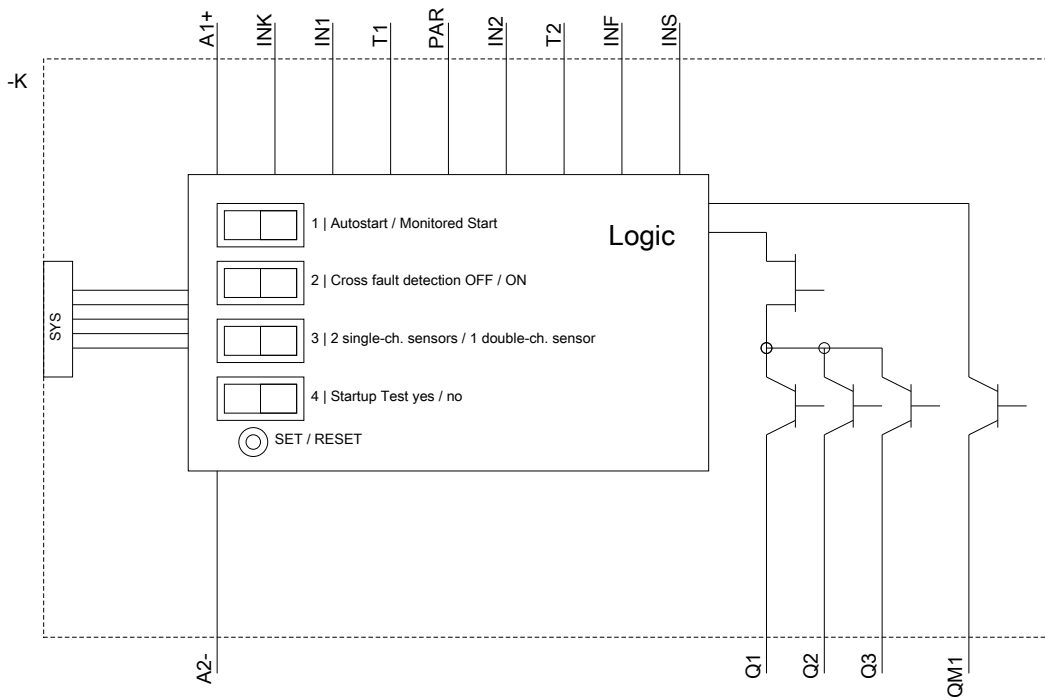 A1+
INK
IN1
T1
PAR
IN2
T2
INF
INS
-K
1 | Autostart / Monitored Start
Logic
2 | Cross fault detection OFF / ON
SYS
3 | 2 single-ch. sensors / 1 double-ch. sensor
4 | Startup Test yes / no
SET / RESET
A2-
Q1
Q2
Q3
QM1